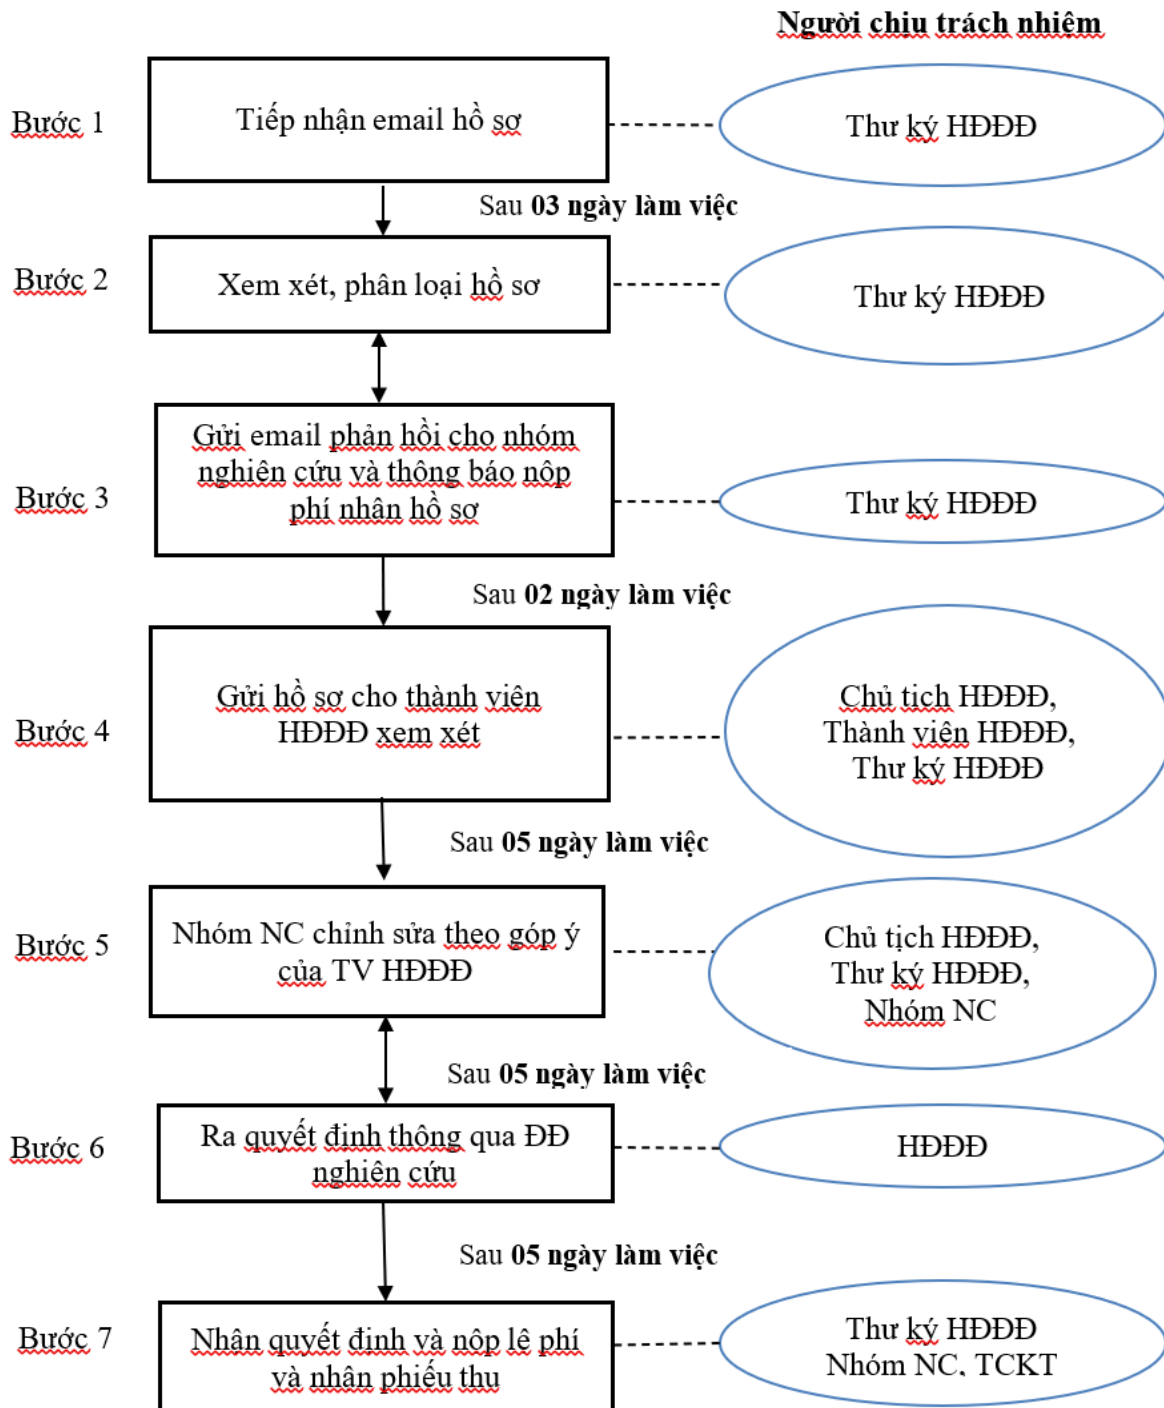 Người chịu trách nhiệm
Bước 1
Tiếp nhận email hồ sơ
Thư ký HĐĐĐ
Sau 03 ngày làm việc
Bước 2
Xem xét, phân loại hồ sơ
Thư ký HĐĐĐ
Bước 3
Gửi email phản hồi cho nhóm
nghiên cứu và thông báo nộp
phí nhân hồ sơ
Thư ký HĐĐĐ
Sau 02 ngày làm việc
Bước 4
Gửi hồ sơ cho thành viên
HĐĐĐ xem xét
Chủ tịch HĐĐĐ,
Thành viên HĐĐĐ,
Thư ký HĐĐĐ
Sau 05 ngày làm việc
Bước 5
Nhóm NC chỉnh sửa theo góp ý
của TV HĐĐĐ
Chủ tịch HĐĐĐ,
Thư ký HĐĐĐ,
Nhóm NC
Sau 05 ngày làm việc
Bước 6
Ra quyết định thông qua ĐĐ
nghiên cứu
HĐĐĐ
Sau 05 ngày làm việc
Bước 7
Nhận quyết định và nộp lệ phí
và nhận phiếu thu
Thư ký HĐĐĐ
Nhóm NC, TCKT